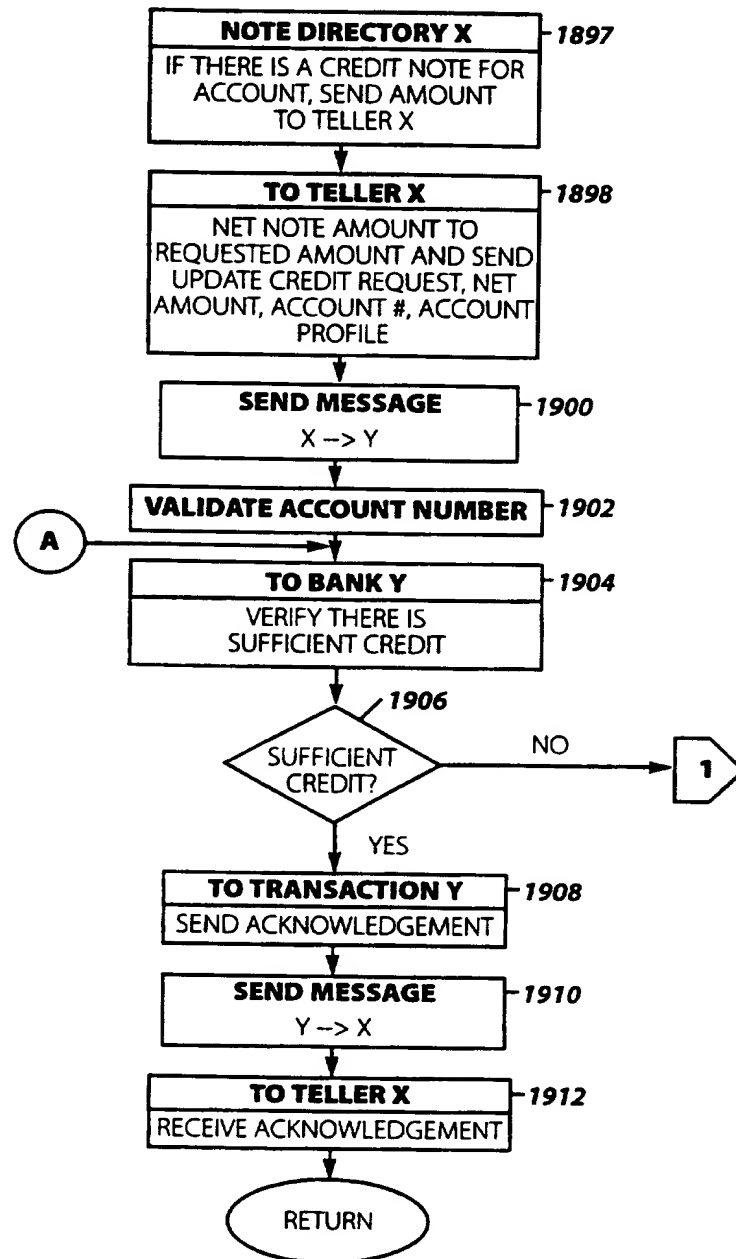 NOTE DIRECTORY X
1897
IF THERE IS A CREDIT NOTE FOR
ACCOUNT, SEND AMOUNT
TO TELLER X
TO TELLER X
1898
NET NOTE AMOUNT TO
REQUESTED AMOUNT AND SEND
UPDATE CREDIT REQUEST, NET
AMOUNT, ACCOUNT #, ACCOUNT
PROFILE
SEND MESSAGE
1900
X --> Y
VALIDATE ACCOUNT NUMBER
1902
A
TO BANK Y
1904
VERIFY THERE IS
SUFFICIENT CREDIT
1906
SUFFICIENT
CREDIT?
NO
1
YES
TO TRANSACTION Y
1908
SEND ACKNOWLEDGEMENT
SEND MESSAGE
1910
Y --> X
TO TELLER X
1912
RECEIVE ACKNOWLEDGEMENT
RETURN